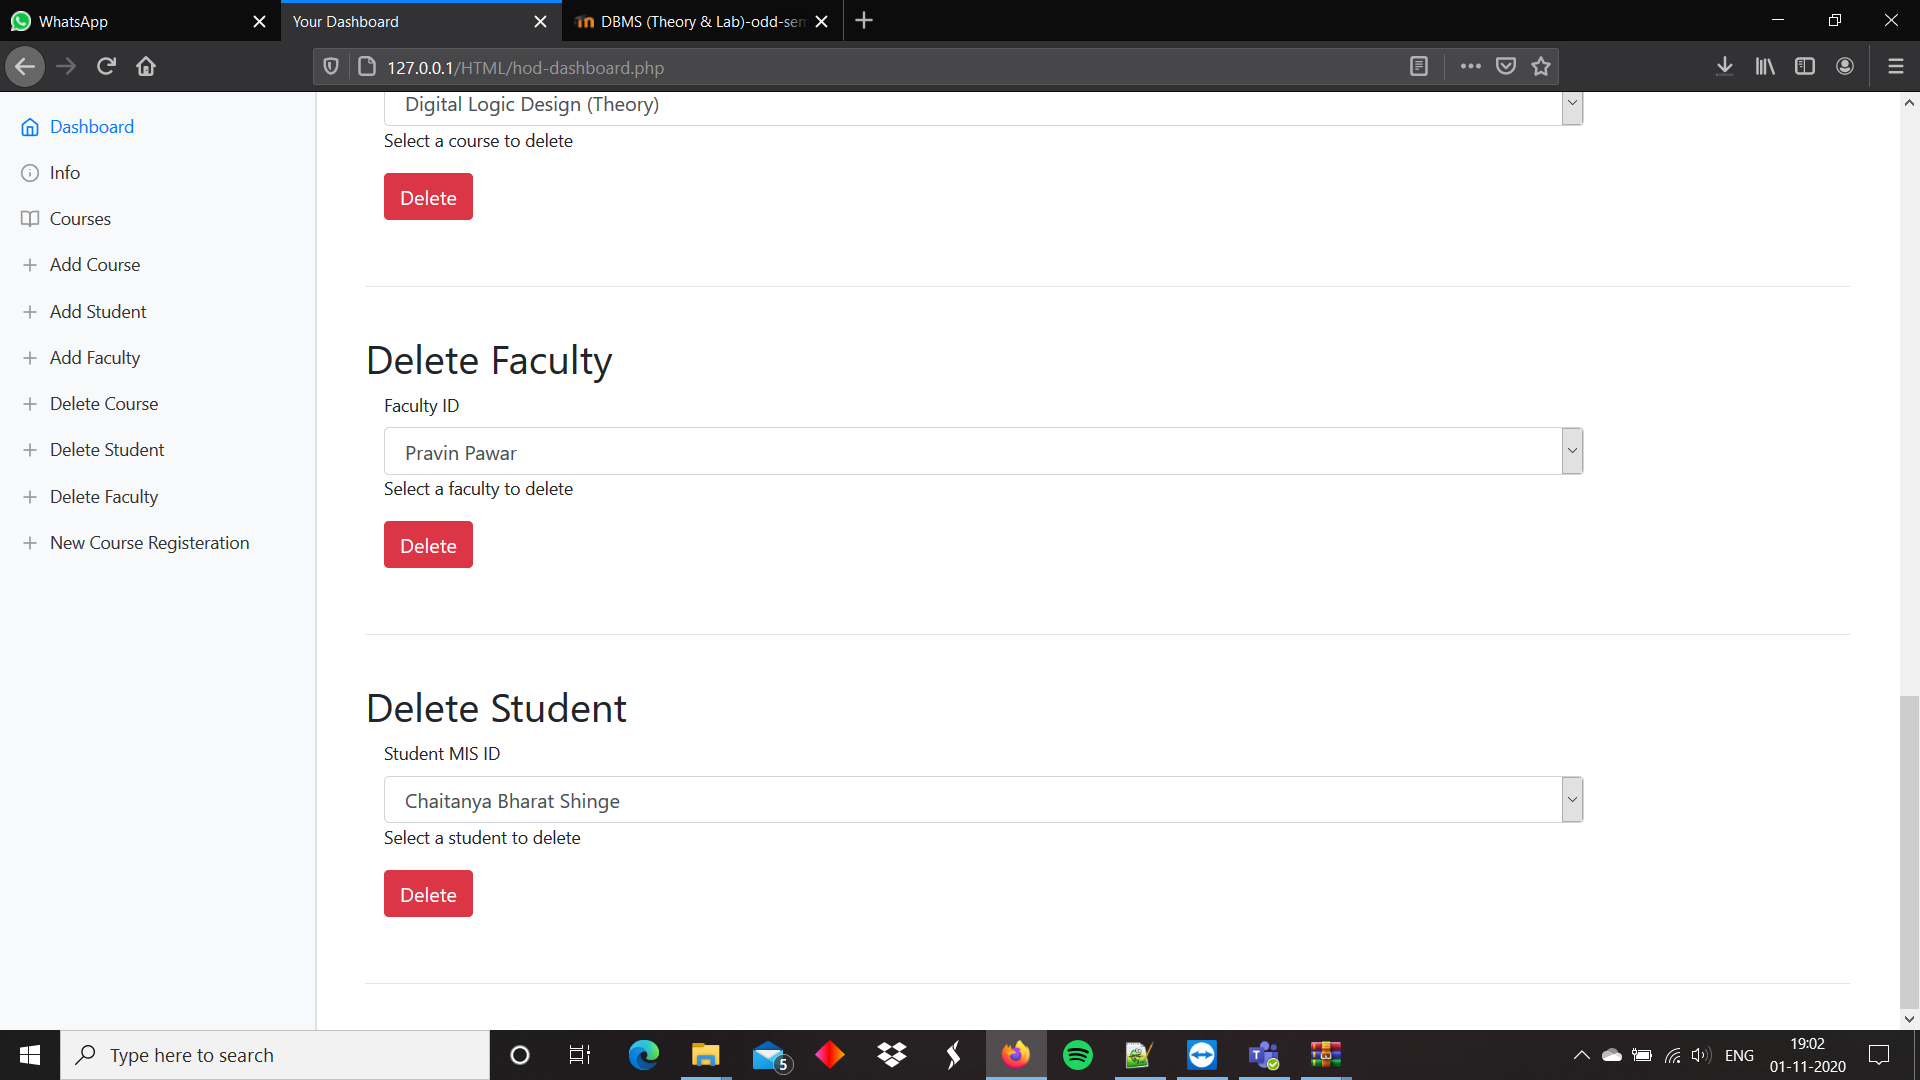 WhatsApp
Your Dashboard
DBMS (Theory & Lab)-odd-sem
127.0.0.1/HTML/hod-dashboard.php
Dashboard
Info
Courses
Add Course
Add Student
Add Faculty
Delete Course
Delete Student
Delete Faculty
New Course Registeration
Digital Logic Design (Theory)
Select a course to delete
Delete
Delete Faculty
Faculty ID
Pravin Pawar
Select a faculty to delete
Delete
Delete Student
Student MIS ID
Chaitanya Bharat Shinge
Select a student to delete
Delete
Type here to search
5
ENG
19:02
01-11-2020